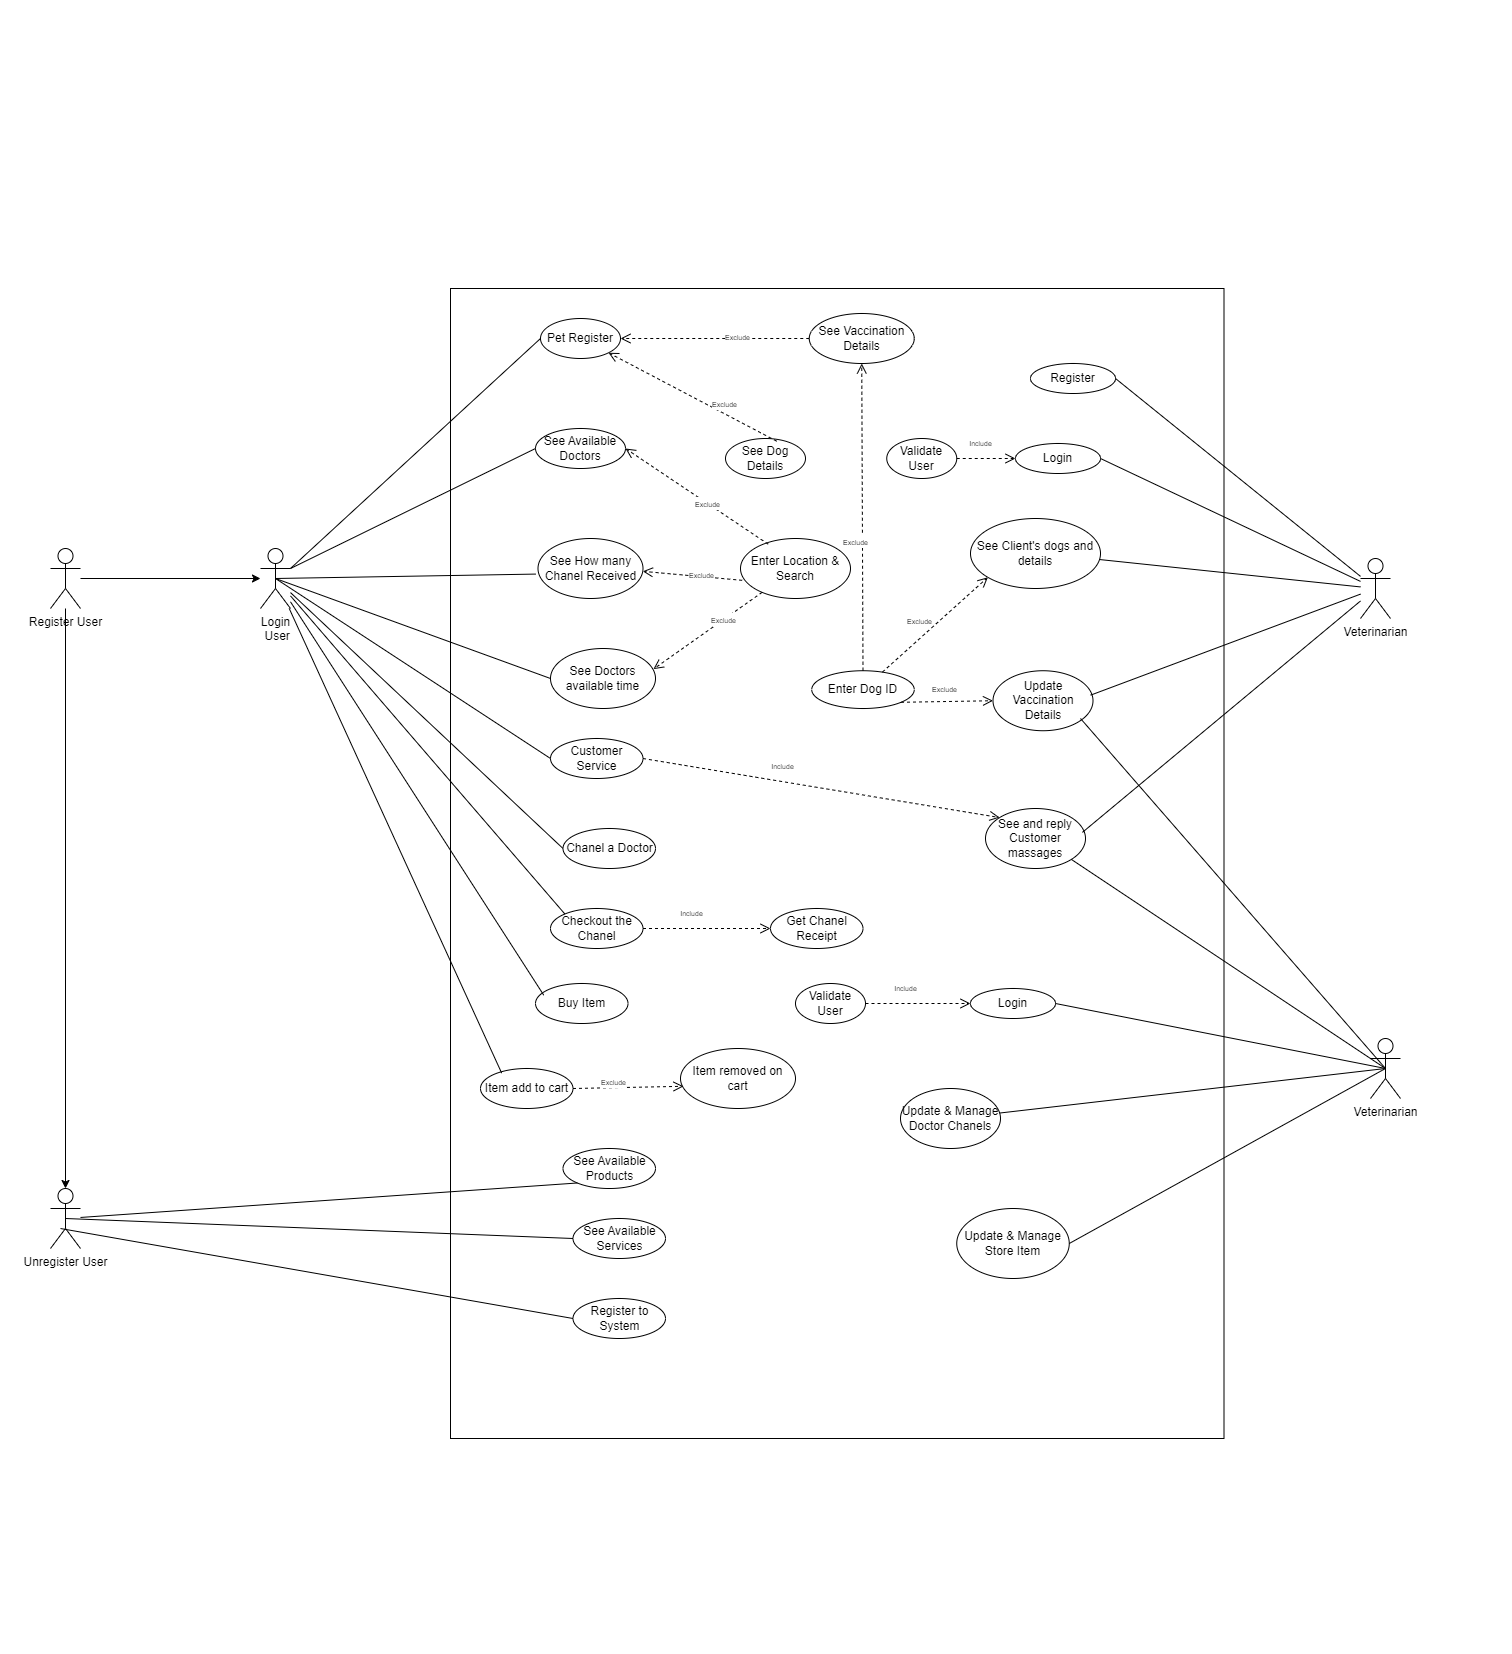 Pet Register
Exclude
See Vaccination
Details
Register
Exclude
See Available
Doctors
See Dog
Details
Validate
User
Include
Login
Exclude
Exclude
See Client's dogs and
details
See How many
Chanel Received
Exclude
Enter Location &
Search
Register User
Login
User
Exclude
Exclude
Veterinarian
See Doctors
available time
Enter Dog ID
Exclude
Update
Vaccination
Details
Customer
Service
Include
See and reply
Customer
massages
Chanel a Doctor
Checkout the
Chanel
Include
Get Chanel
Receipt
Buy Item
Validate
User
Include
Login
Item add to cart
Exclude
Item removed on
cart
Update & Manage
Doctor Chanels
Veterinarian
See Available
Products
Unregister User
See Available
Services
Update & Manage
Store Item
Register to
System